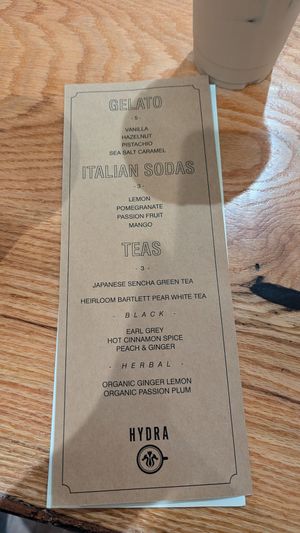 GELATO
- 5 -
VANILLA
HAZELNUT
PISTACHIO
SEA SALT CARAMEL
ITALIAN SODAS
- 3 -
LEMON
POMEGRANATE
PASSION FRUIT
MANGO
TEAS
- 3 -
JAPANESE SENCHA GREEN TEA
HEIRLOOM BARTLETT PEAR WHITE TEA
- BLACK -
EARL GREY
HOT CINNAMON SPICE
PEACH & GINGER
- HERBAL -
ORGANIC GINGER LEMON
ORGANIC PASSION PLUM
HYDRA